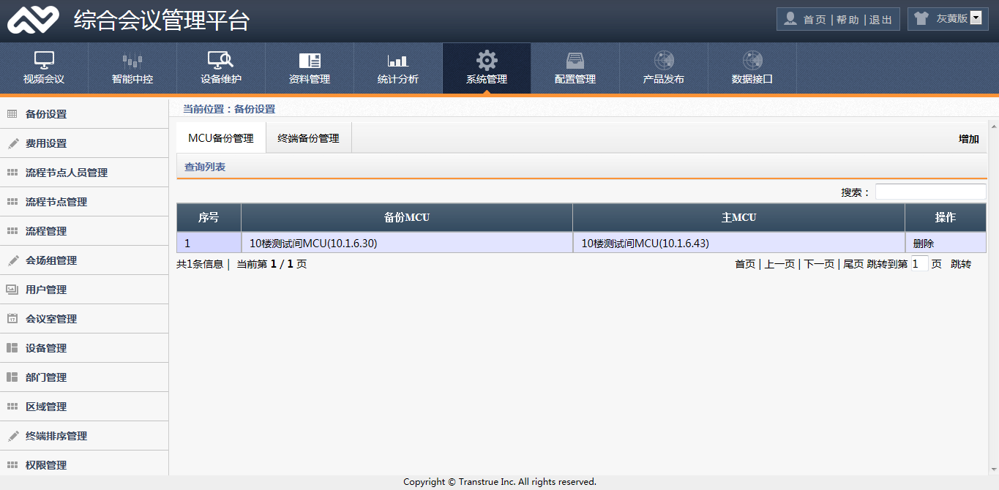 综合会议管理平台
首页 | 帮助 | 退出
灰黄版
视频会议 智能中控 设备维护 资料管理 统计分析 系统管理 配置管理 产品发布 数据接口
当前位置：备份设置
备份设置
费用设置
流程节点人员管理
流程节点管理
流程管理
会场组管理
用户管理
会议室管理
设备管理
部门管理
区域管理
终端排序管理
权限管理
MCU备份管理 终端备份管理 增加
查询列表
搜索：
序号 备份MCU 主MCU 操作
1 10楼测试间MCU(10.1.6.30) 10楼测试间MCU(10.1.6.43) 删除
共1条信息 | 当前第 1 / 1 页 首页 | 上一页 | 下一页 | 尾页 跳转到第 1 页 跳转
Copyright © Transtrue Inc. All rights reserved.